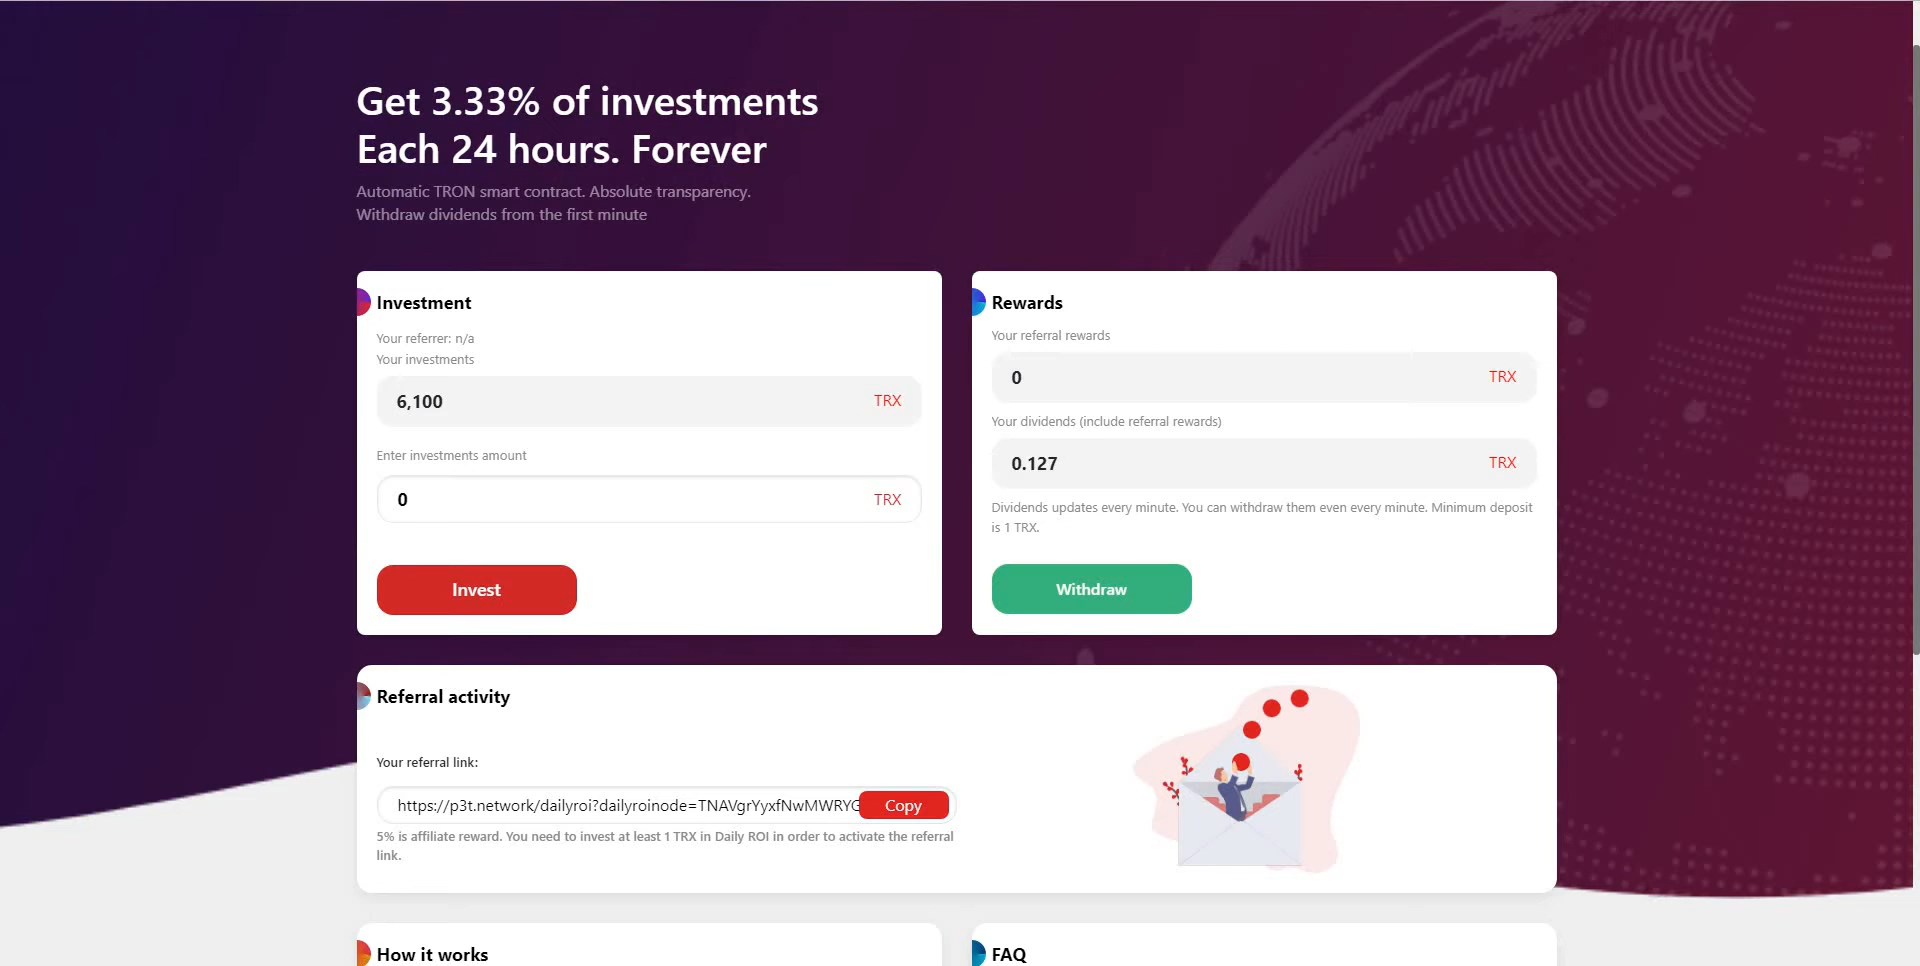 Get 3.33% of investments
Each 24 hours. Forever
Automatic TRON smart contract. Absolute transparency.
Withdraw dividends from the first minute
Investment
Your referrer: n/a
Your investments
6,100 TRX
Enter investments amount
0 TRX
Invest
Rewards
Your referral rewards
0 TRX
Your dividends (include referral rewards)
0.127 TRX
Dividends updates every minute. You can withdraw them even every minute. Minimum deposit
is 1 TRX.
Withdraw
Referral activity
Your referral link:
https://p3t.network/dailyroi?dailyroinode=TNAVgrYyxfNwMWRYG Copy
5% is affiliate reward. You need to invest at least 1 TRX in Daily ROI in order to activate the referral
link.
How it works
FAQ